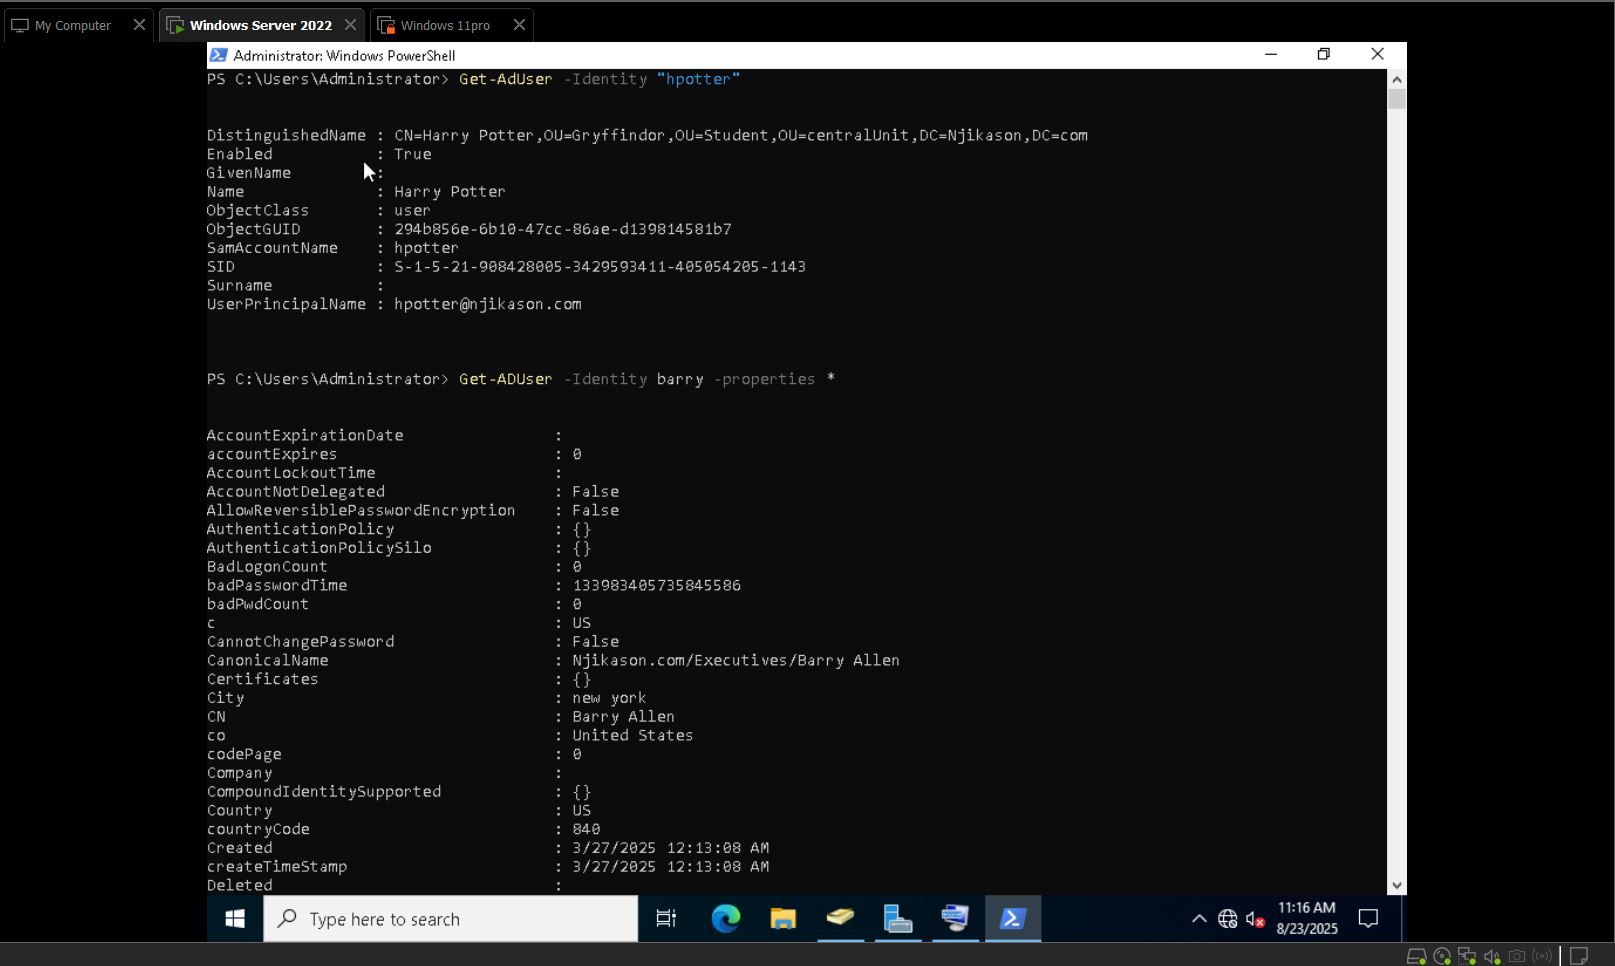 My Computer
Windows Server 2022
Windows 11pro
Administrator: Windows PowerShell
PS C:\Users\Administrator> Get-AdUser -Identity "hpotter"
DistinguishedName : CN=Harry Potter,OU=Gryffindor,OU=Student,OU=centralUnit,DC=Njikason,DC=com
Enabled : True
GivenName :
Name : Harry Potter
ObjectClass : user
ObjectGUID : 294b856e-6b10-47cc-86ae-d139814581b7
SamAccountName : hpotter
SID : S-1-5-21-908428005-3429593411-405054205-1143
Surname :
UserPrincipalName : hpotter@njikason.com
PS C:\Users\Administrator> Get-ADUser -Identity barry -properties *
AccountExpirationDate :
accountExpires : 0
AccountLockoutTime :
AccountNotDelegated : False
AllowReversiblePasswordEncryption : False
AuthenticationPolicy : {}
AuthenticationPolicySilo : {}
BadLogonCount : 0
badPasswordTime : 133983405735845586
badPwdCount : 0
c : US
CannotChangePassword : False
CanonicalName : Njikason.com/Executives/Barry Allen
Certificates : {}
City : new york
CN : Barry Allen
co : United States
codePage : 0
Company :
CompoundIdentitySupported : {}
Country : US
countryCode : 840
Created : 3/27/2025 12:13:08 AM
createTimeStamp : 3/27/2025 12:13:08 AM
Deleted :
Type here to search
11:16 AM
8/23/2025